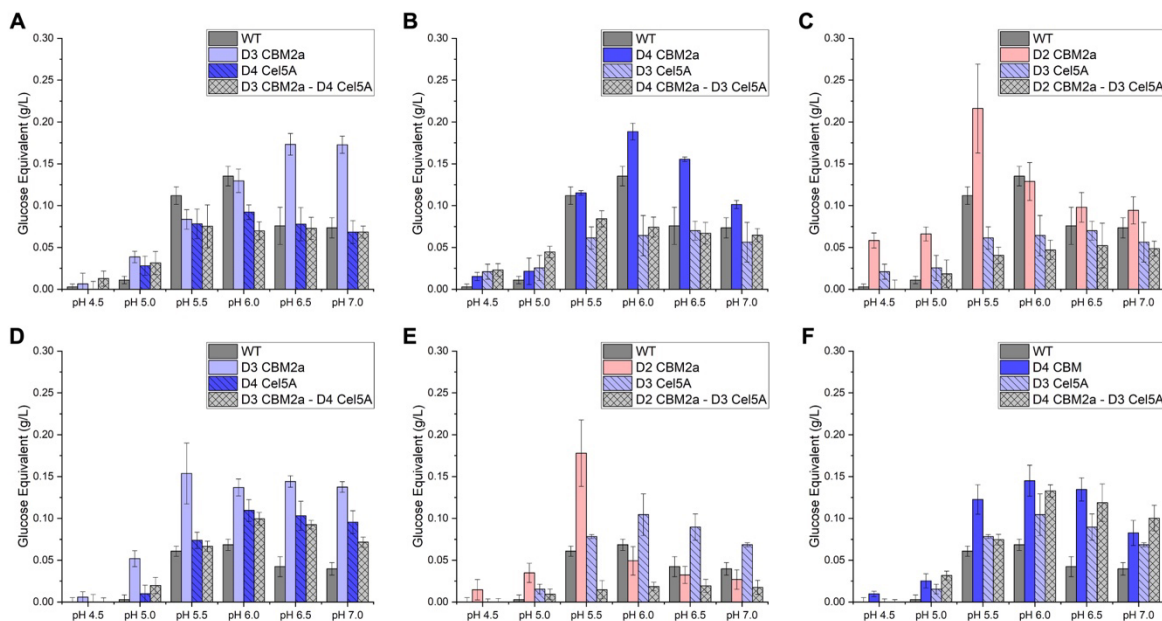 A
Glucose Equivalent (g/L)
0.30
0.25
0.20
0.15
0.10
0.05
0.00
WT
D3 CBM2a
D4 Cel5A
D3 CBM2a - D4 Cel5A
pH 4.5 pH 5.0 pH 5.5 pH 6.0 pH 6.5 pH 7.0
B
Glucose Equivalent (g/L)
0.30
0.25
0.20
0.15
0.10
0.05
0.00
WT
D4 CBM2a
D3 Cel5A
D4 CBM2a - D3 Cel5A
pH 4.5 pH 5.0 pH 5.5 pH 6.0 pH 6.5 pH 7.0
C
Glucose Equivalent (g/L)
0.30
0.25
0.20
0.15
0.10
0.05
0.00
WT
D2 CBM2a
D3 Cel5A
D2 CBM2a - D3 Cel5A
pH 4.5 pH 5.0 pH 5.5 pH 6.0 pH 6.5 pH 7.0
D
Glucose Equivalent (g/L)
0.30
0.25
0.20
0.15
0.10
0.05
0.00
WT
D3 CBM2a
D4 Cel5A
D3 CBM2a - D4 Cel5A
pH 4.5 pH 5.0 pH 5.5 pH 6.0 pH 6.5 pH 7.0
E
Glucose Equivalent (g/L)
0.30
0.25
0.20
0.15
0.10
0.05
0.00
WT
D2 CBM2a
D3 Cel5A
D2 CBM2a - D3 Cel5A
pH 4.5 pH 5.0 pH 5.5 pH 6.0 pH 6.5 pH 7.0
F
Glucose Equivalent (g/L)
0.30
0.25
0.20
0.15
0.10
0.05
0.00
WT
D4 CBM
D3 Cel5A
D4 CBM2a - D3 Cel5A
pH 4.5 pH 5.0 pH 5.5 pH 6.0 pH 6.5 pH 7.0